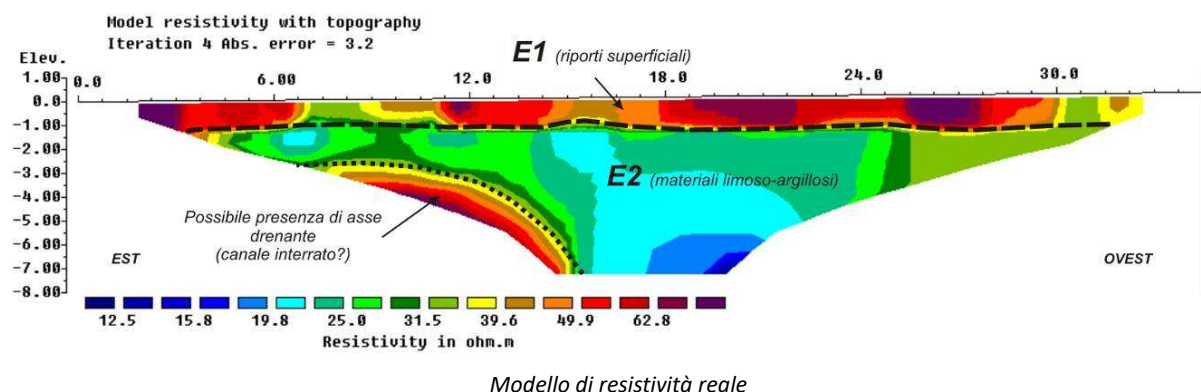 Model resistivity with topography
Iteration 4 Abs. error = 3.2
E1 (riporti superficiali)
Elev.
0.0 6.00 12.0 18.0 24.0 30.0
1.00
0.0
-1.00
-2.00
-3.00
-4.00
-5.00
-6.00
-7.00
-8.00
E2 (materiali limoso-argillosi)
Possibile presenza di asse
drenante
(canale interrato?)
EST
OVEST
12.5 15.8 19.8 25.0 31.5 39.6 49.9 62.8
Resistivity in ohm.m
Modello di resistività reale